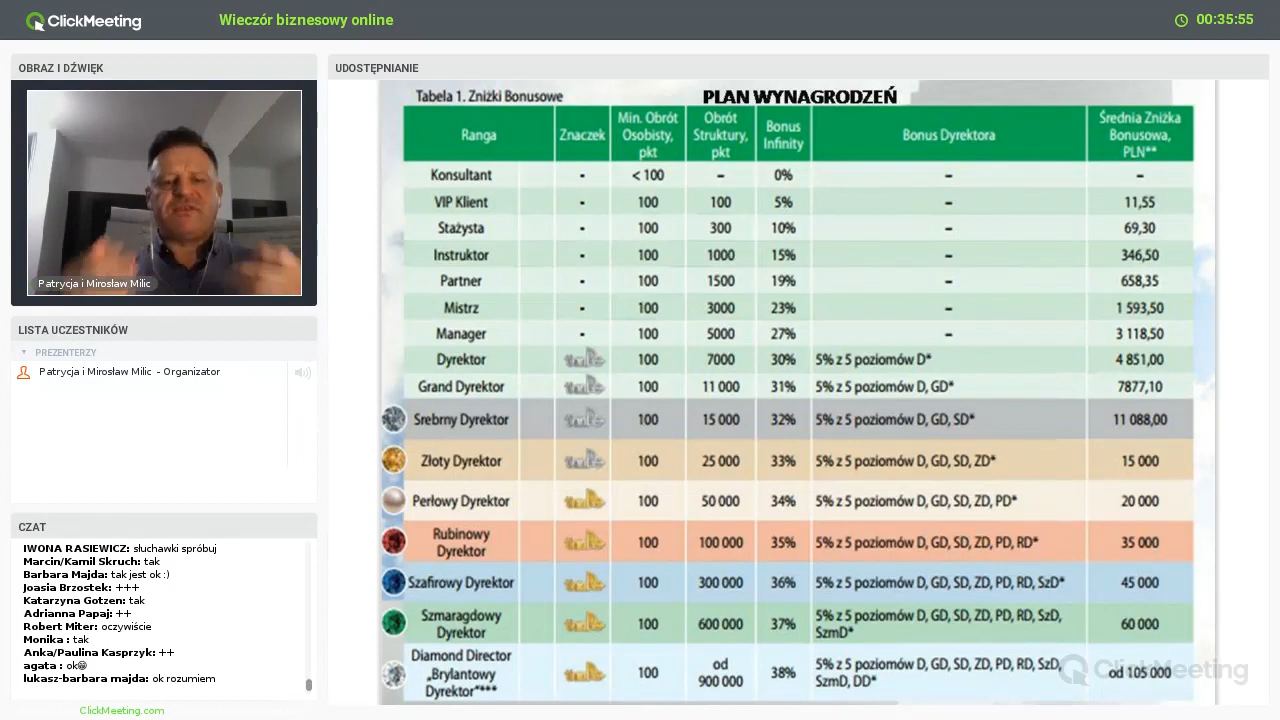 ClickMeeting
Wieczór biznesowy online
00:35:55
OBRAZ I DŹWIĘK
Patrycja i Mirosław Milic
LISTA UCZESTNIKÓW
PREZENTERZY
Patrycja i Mirosław Milic - Organizator
CZAT
IWONA RASIEWICZ: słuchawki spróbuj
Marcin/Kamil Skruch: tak
Barbara Majda: tak jest ok :)
Joasia Brzostek: +++
Katarzyna Gotzen: tak
Adrianna Papaj: ++
Robert Miter: oczywiście
Monika : tak
Anka/Paulina Kasprzyk: ++
agata : ok😁
lukasz-barbara majda: ok rozumiem
ClickMeeting.com
UDOSTĘPNIANIE
Tabela 1. Zniżki Bonusowe PLAN WYNAGRODZEŃ
Ranga Znaczek Min. Obrót Osobisty, pkt Obrót Struktury, pkt Bonus Infinity Bonus Dyrektora Średnia Zniżka Bonusowa, PLN**
Konsultant - < 100 – 0% – –
VIP Klient - 100 100 5% – 11,55
Stażysta - 100 300 10% – 69,30
Instruktor - 100 1000 15% – 346,50
Partner - 100 1500 19% – 658,35
Mistrz - 100 3000 23% – 1 593,50
Manager - 100 5000 27% – 3 118,50
Dyrektor 100 7000 30% 5% z 5 poziomów D* 4 851,00
Grand Dyrektor 100 11 000 31% 5% z 5 poziomów D, GD* 7877,10
Srebrny Dyrektor 100 15 000 32% 5% z 5 poziomów D, GD, SD* 11 088,00
Złoty Dyrektor 100 25 000 33% 5% z 5 poziomów D, GD, SD, ZD* 15 000
Perłowy Dyrektor 100 50 000 34% 5% z 5 poziomów D, GD, SD, ZD, PD* 20 000
Rubinowy Dyrektor 100 100 000 35% 5% z 5 poziomów D, GD, SD, ZD, PD, RD* 35 000
Szafirowy Dyrektor 100 300 000 36% 5% z 5 poziomów D, GD, SD, ZD, PD, RD, SzD* 45 000
Szmaragdowy Dyrektor 100 600 000 37% 5% z 5 poziomów D, GD, SD, ZD, PD, RD, SzD, SzmD* 60 000
Diamond Director „Brylantowy Dyrektor"*** 100 od 900 000 38% 5% z 5 poziomów D, GD, SD, ZD, PD, RD, SzD, SzmD, DD* od 105 000
ClickMeeting